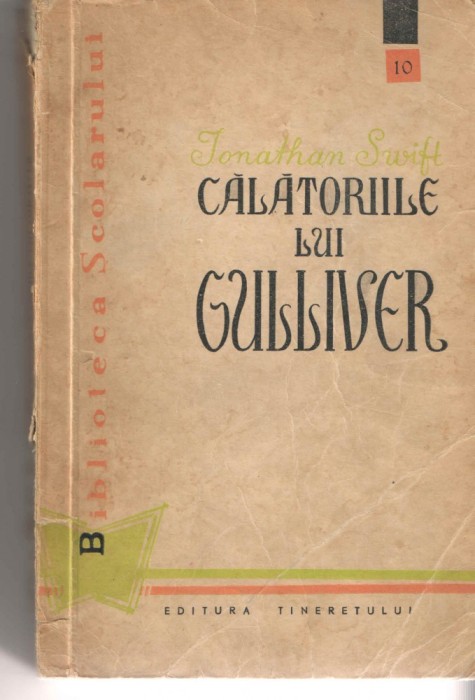 10
Jonathan Swift
CĂLĂTORIILE
LUI
GULLIVER
Biblioteca Școlarului
EDITURA TINERETULUI